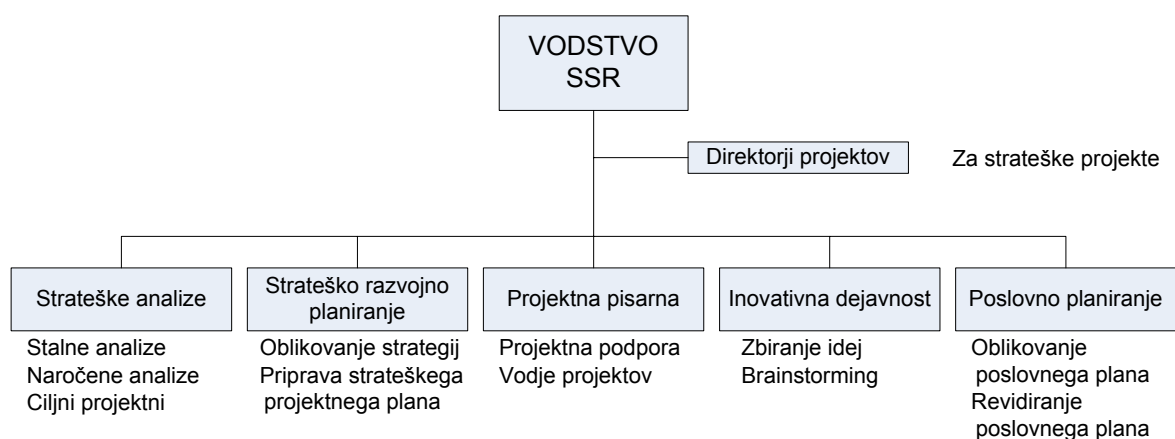 VODSTVO
SSR
Direktorji projektov
Za strateške projekte
Strateške analize
Stalne analize
Naročene analize
Ciljni projektni
Strateško razvojno
planiranje
Oblikovanje strategij
Priprava strateškega
projektnega plana
Projektna pisarna
Projektna podpora
Vodje projektov
Inovativna dejavnost
Zbiranje idej
Brainstorming
Poslovno planiranje
Oblikovanje
poslovnega plana
Revidiranje
poslovnega plana